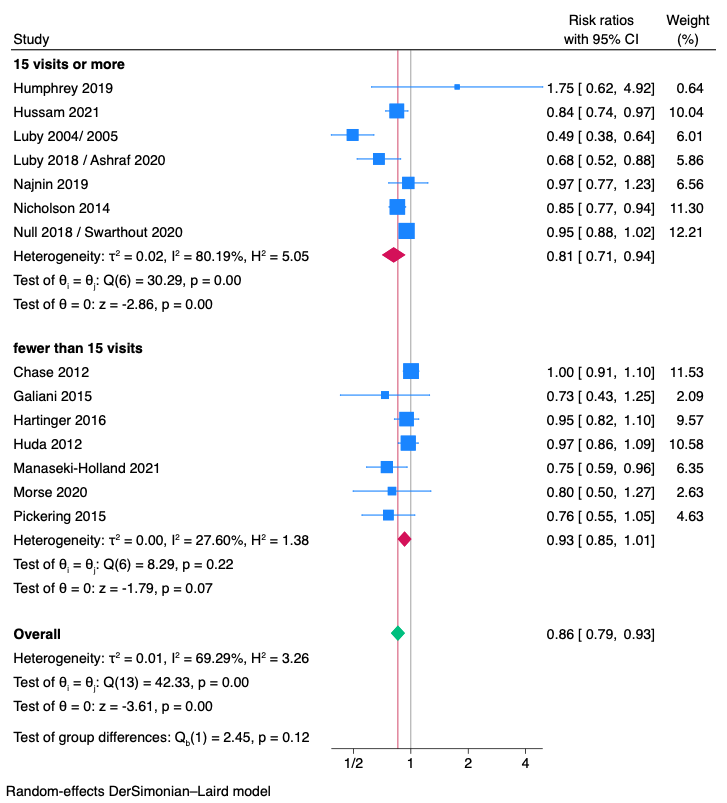 Risk ratios Weight
Study with 95% CI (%)
15 visits or more
Humphrey 2019 1.75 [ 0.62, 4.92] 0.64
Hussam 2021 0.84 [ 0.74, 0.97] 10.04
Luby 2004/ 2005 0.49 [ 0.38, 0.64] 6.01
Luby 2018 / Ashraf 2020 0.68 [ 0.52, 0.88] 5.86
Najnin 2019 0.97 [ 0.77, 1.23] 6.56
Nicholson 2014 0.85 [ 0.77, 0.94] 11.30
Null 2018 / Swarthout 2020 0.95 [ 0.88, 1.02] 12.21
Heterogeneity: τ² = 0.02, I² = 80.19%, H² = 5.05 0.81 [ 0.71, 0.94]
Test of θᵢ = θⱼ: Q(6) = 30.29, p = 0.00
Test of θ = 0: z = -2.86, p = 0.00
fewer than 15 visits
Chase 2012 1.00 [ 0.91, 1.10] 11.53
Galiani 2015 0.73 [ 0.43, 1.25] 2.09
Hartinger 2016 0.95 [ 0.82, 1.10] 9.57
Huda 2012 0.97 [ 0.86, 1.09] 10.58
Manaseki-Holland 2021 0.75 [ 0.59, 0.96] 6.35
Morse 2020 0.80 [ 0.50, 1.27] 2.63
Pickering 2015 0.76 [ 0.55, 1.05] 4.63
Heterogeneity: τ² = 0.00, I² = 27.60%, H² = 1.38 0.93 [ 0.85, 1.01]
Test of θᵢ = θⱼ: Q(6) = 8.29, p = 0.22
Test of θ = 0: z = -1.79, p = 0.07
Overall 0.86 [ 0.79, 0.93]
Heterogeneity: τ² = 0.01, I² = 69.29%, H² = 3.26
Test of θᵢ = θⱼ: Q(13) = 42.33, p = 0.00
Test of θ = 0: z = -3.61, p = 0.00
Test of group differences: Q_b(1) = 2.45, p = 0.12
1/2 1 2 4
Random-effects DerSimonian–Laird model